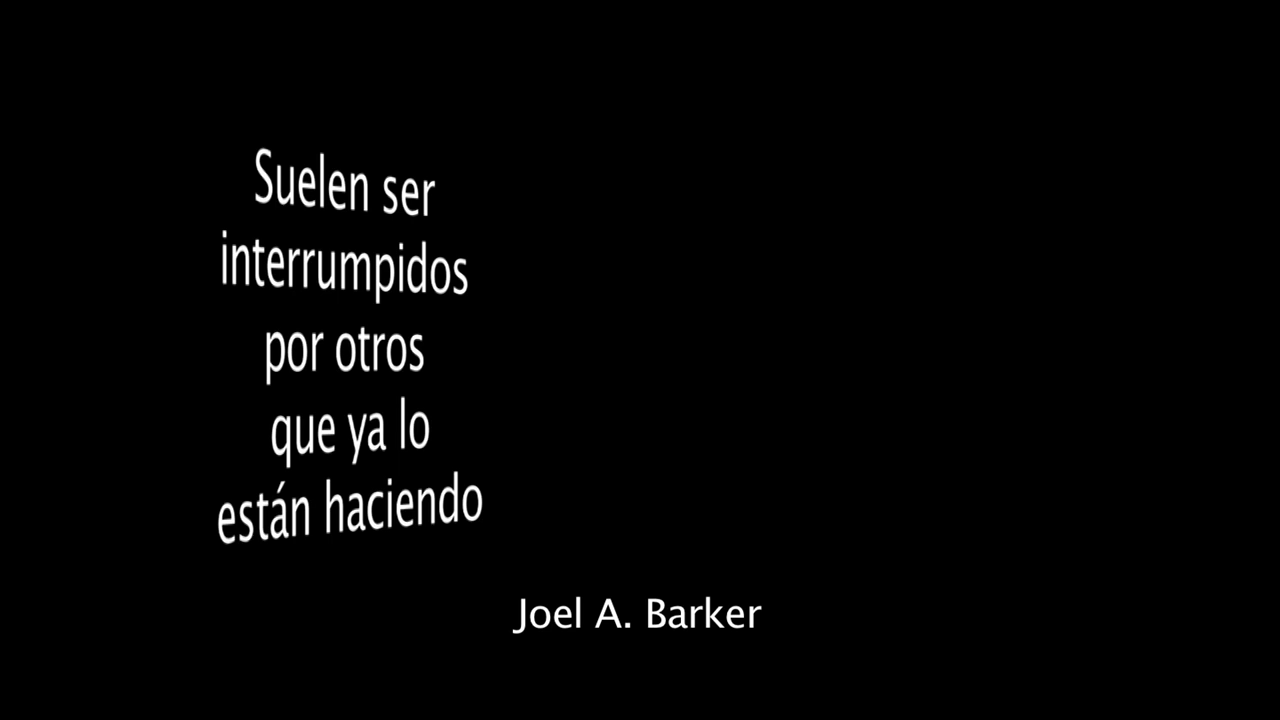 Suelen ser
interrumpidos
por otros
que ya lo
están haciendo
Joel A. Barker